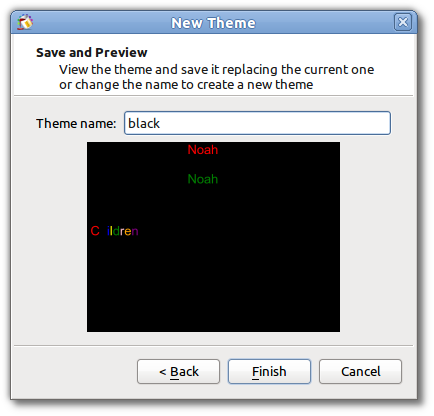 New Theme
Save and Preview
View the theme and save it replacing the current one
or change the name to create a new theme
Theme name: black
Noah
Noah
C ildren
< Back Finish Cancel